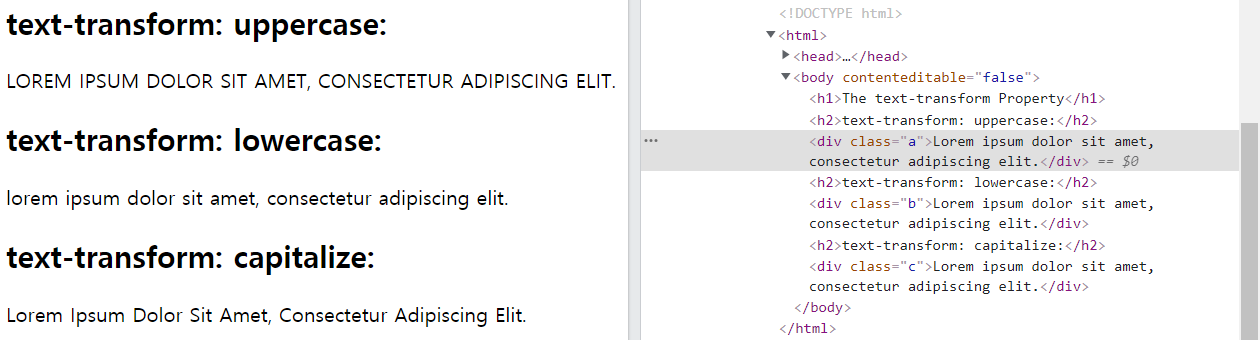 text-transform: uppercase:
LOREM IPSUM DOLOR SIT AMET, CONSECTETUR ADIPISCING ELIT.
text-transform: lowercase:
lorem ipsum dolor sit amet, consectetur adipiscing elit.
text-transform: capitalize:
Lorem Ipsum Dolor Sit Amet, Consectetur Adipiscing Elit.
<!DOCTYPE html>
▼<html>
▶<head>…</head>
▼<body contenteditable="false">
<h1>The text-transform Property</h1>
<h2>text-transform: uppercase:</h2>
<div class="a">Lorem ipsum dolor sit amet,
consectetur adipiscing elit.</div> == $0
<h2>text-transform: lowercase:</h2>
<div class="b">Lorem ipsum dolor sit amet,
consectetur adipiscing elit.</div>
<h2>text-transform: capitalize:</h2>
<div class="c">Lorem ipsum dolor sit amet,
consectetur adipiscing elit.</div>
</body>
</html>